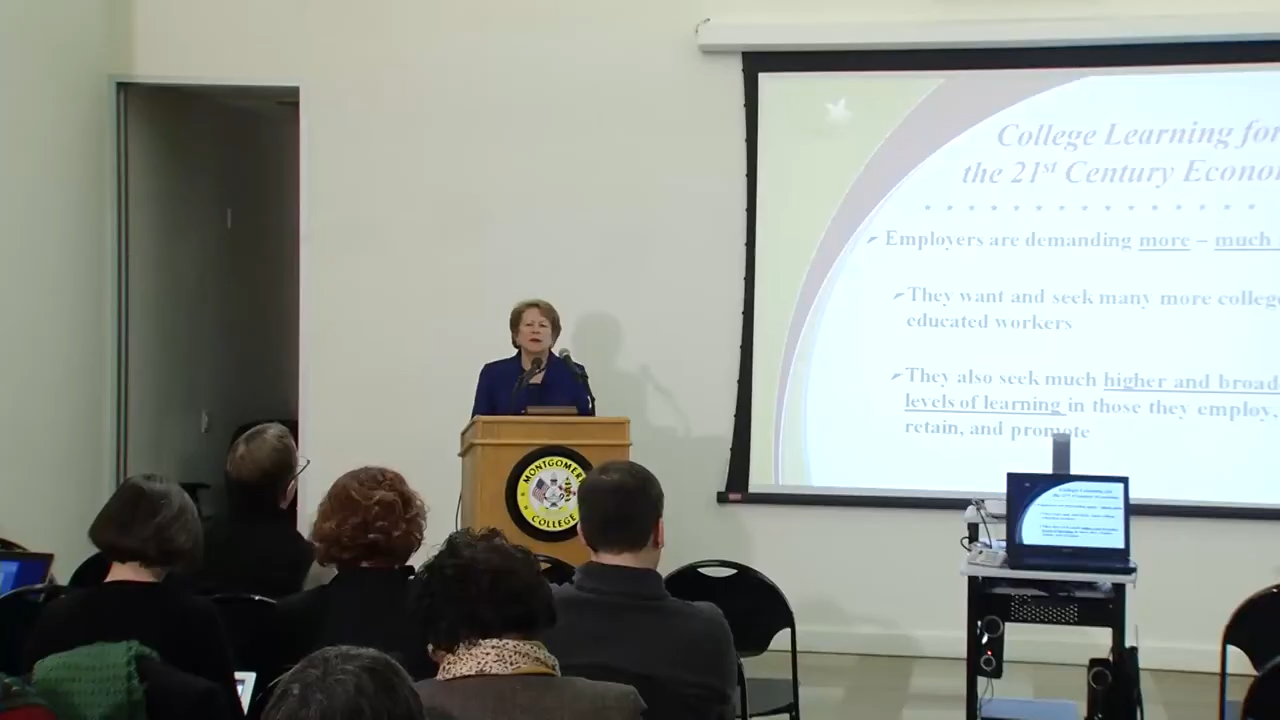 College Learning for
the 21st Century Econo
Employers are demanding more – much
They want and seek many more colleg
educated workers
They also seek much higher and broad
levels of learning in those they employ,
retain, and promote
MONTGOMER
COLLEGE